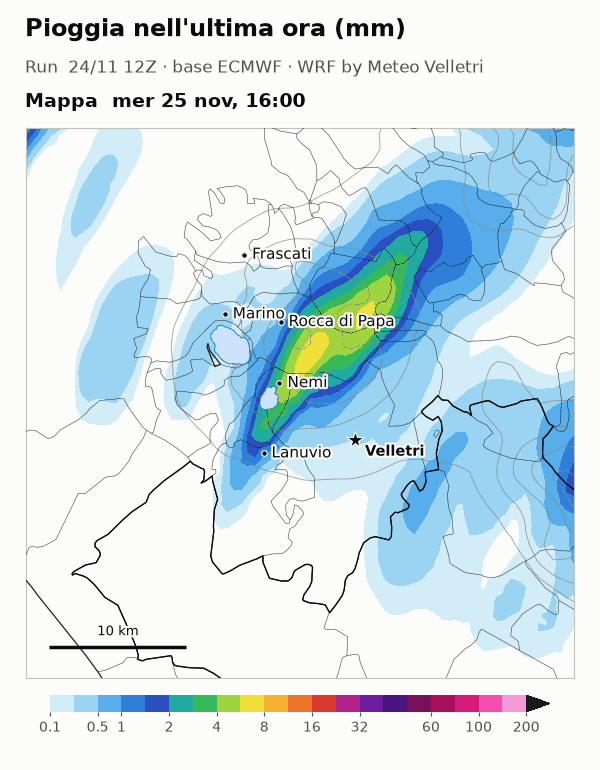 Pioggia nell'ultima ora (mm)
Run  24/11 12Z · base ECMWF · WRF by Meteo Velletri
Mappa  mer 25 nov, 16:00
Frascati
Marino
Rocca di Papa
Nemi
Velletri
Lanuvio
10 km
0.1 0.5 1 2 4 8 16 32 60 100 200